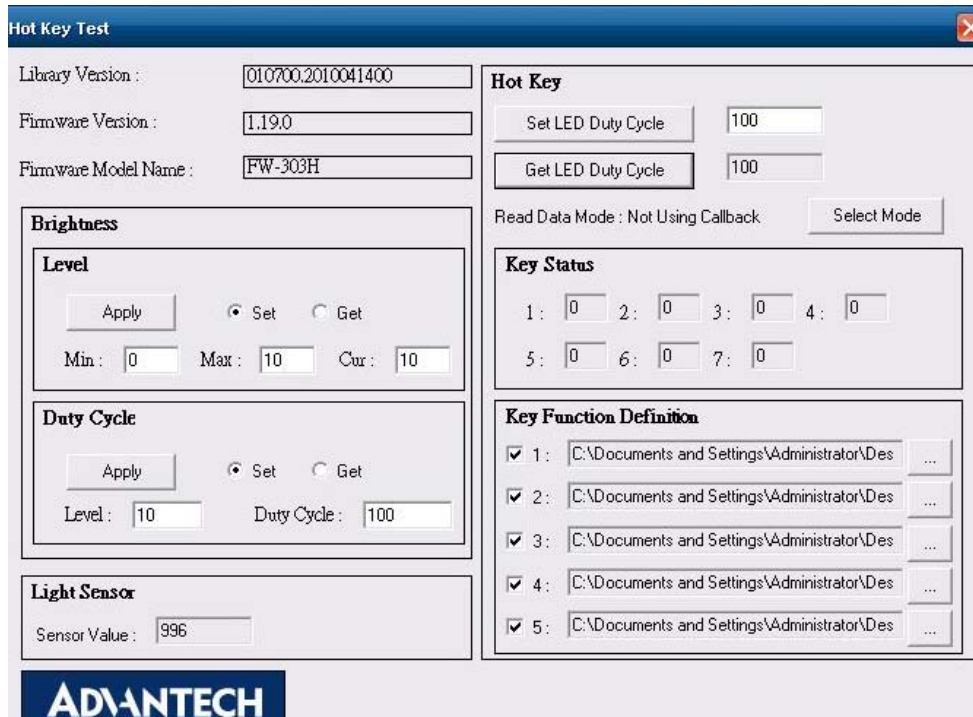 Hot Key Test
Library Version : 010700.2010041400
Firmware Version : 1.19.0
Firmware Model Name : FW-303H
Brightness
Level
Apply Set Get
Min : 0 Max : 10 Cur : 10
Duty Cycle
Apply Set Get
Level : 10 Duty Cycle : 100
Light Sensor
Sensor Value : 996
ADVANTECH
Hot Key
Set LED Duty Cycle 100
Get LED Duty Cycle 100
Read Data Mode : Not Using Callback Select Mode
Key Status
1 : 0 2 : 0 3 : 0 4 : 0
5 : 0 6 : 0 7 : 0
Key Function Definition
1 : C:\Documents and Settings\Administrator\Des ...
2 : C:\Documents and Settings\Administrator\Des ...
3 : C:\Documents and Settings\Administrator\Des ...
4 : C:\Documents and Settings\Administrator\Des ...
5 : C:\Documents and Settings\Administrator\Des ...